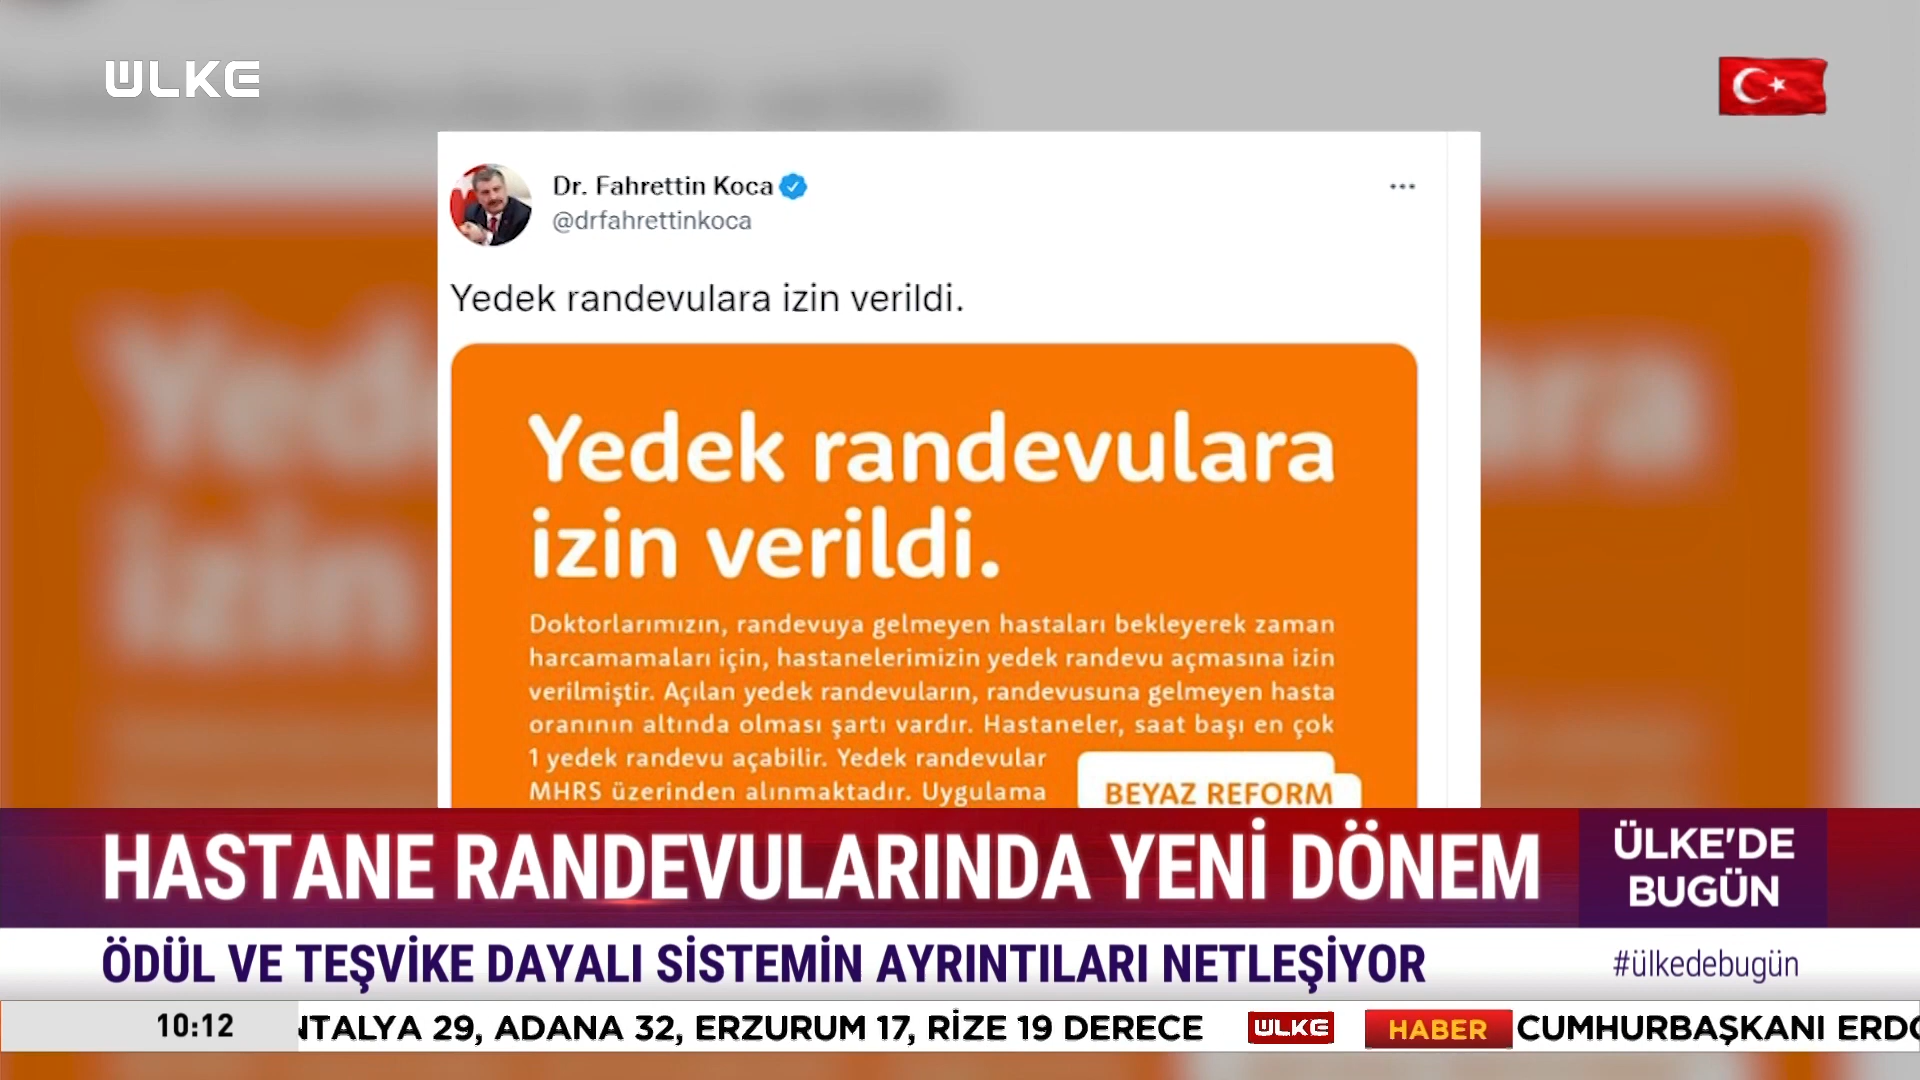 ÜLKE
Dr. Fahrettin Koca
@drfahrettinkoca
Yedek randevulara izin verildi.
Yedek randevulara
izin verildi.
Doktorlarımızın, randevuya gelmeyen hastaları bekleyerek zaman
harcamamaları için, hastanelerimizin yedek randevu açmasına izin
verilmiştir. Açılan yedek randevuların, randevusuna gelmeyen hasta
oranının altında olması şartı vardır. Hastaneler, saat başı en çok
1 yedek randevu açabilir. Yedek randevular
MHRS üzerinden alınmaktadır. Uygulama
BEYAZ REFORM
HASTANE RANDEVULARINDA YENİ DÖNEM
ÜLKE'DE
BUGÜN
ÖDÜL VE TEŞVİKE DAYALI SİSTEMİN AYRINTILARI NETLEŞİYOR
#ülkedebugün
10:12 NTALYA 29, ADANA 32, ERZURUM 17, RİZE 19 DERECE ÜLKE HABER CUMHURBAŞKANI ERDO